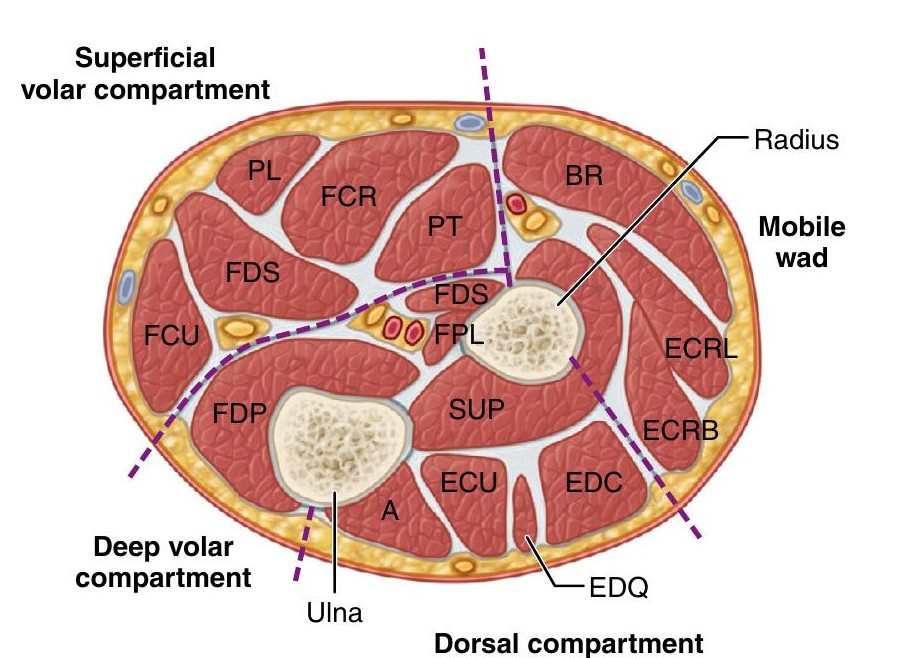 Superficial
volar compartment
Radius
PL
FCR
BR
PT
Mobile
wad
FDS
FDS
FCU
FPL
ECRL
FDP
SUP
ECRB
ECU
EDC
A
Deep volar
compartment
EDQ
Ulna
Dorsal compartment